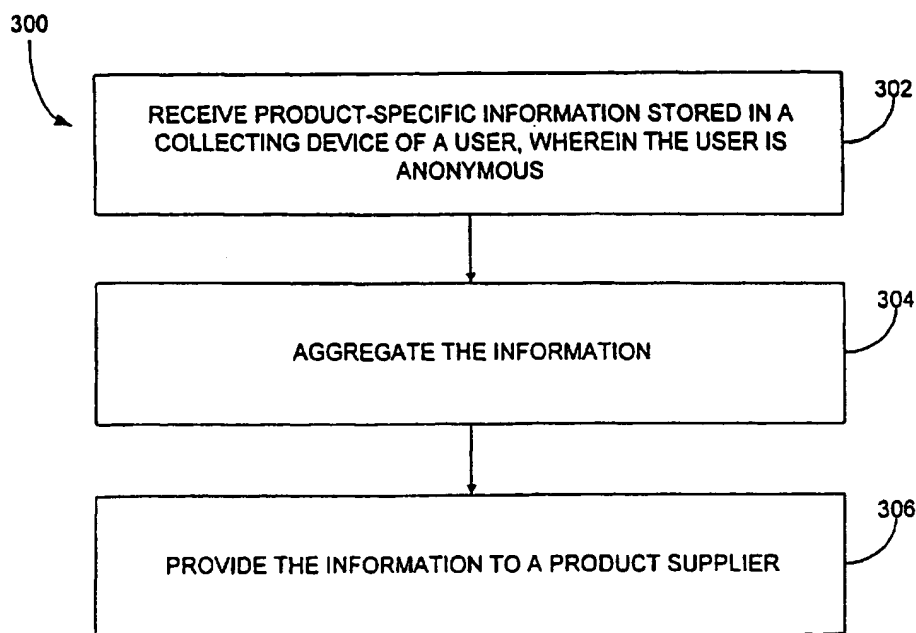 300
302
RECEIVE PRODUCT-SPECIFIC INFORMATION STORED IN A
COLLECTING DEVICE OF A USER, WHEREIN THE USER IS
ANONYMOUS
304
AGGREGATE THE INFORMATION
306
PROVIDE THE INFORMATION TO A PRODUCT SUPPLIER